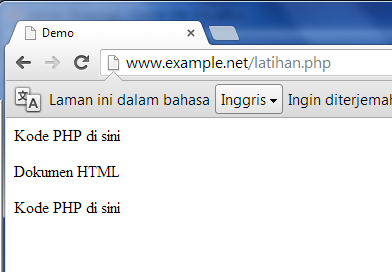 Demo
www.example.net/latihan.php
Laman ini dalam bahasa Inggris Ingin diterjemah
Kode PHP di sini
Dokumen HTML
Kode PHP di sini